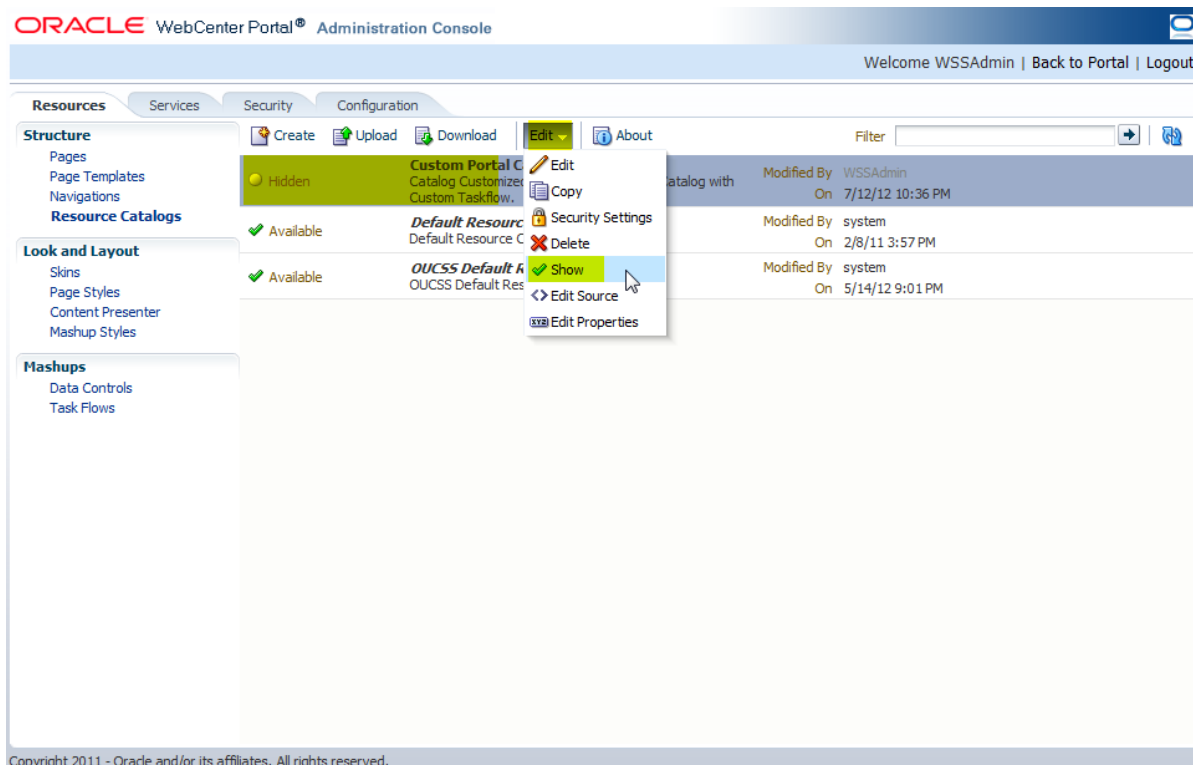 ORACLE WebCenter Portal® Administration Console
Welcome WSSAdmin | Back to Portal | Logout
Resources Services Security Configuration
Structure
Pages
Page Templates
Navigations
Resource Catalogs
Look and Layout
Skins
Page Styles
Content Presenter
Mashup Styles
Mashups
Data Controls
Task Flows
Create Upload Download Edit About Filter
Hidden
Custom Portal C
Catalog Customized
atalog with
Custom Taskflow.
Modified By WSSAdmin
On 7/12/12 10:36 PM
Available
Default Resourc
Default Resource C
Modified By system
On 2/8/11 3:57 PM
Available
OUCSS Default R
OUCSS Default Res
Modified By system
On 5/14/12 9:01 PM
Edit
Copy
Security Settings
Delete
Show
<> Edit Source
XYZ Edit Properties
Copyright 2011 - Oracle and/or its affiliates. All rights reserved.